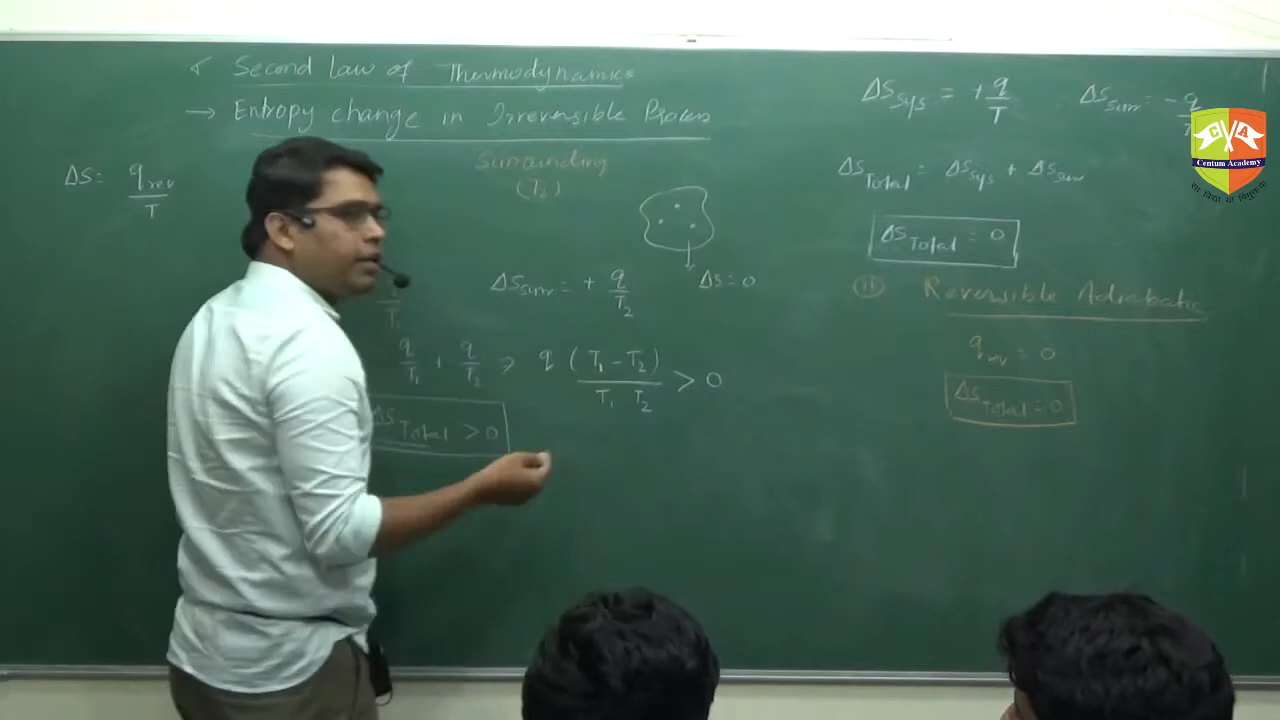 Second law of Thermodynamics
→ Entropy change in Irreversible Process
ΔS = q_rev / T
Surrounding
ΔS_surr = + q / T₂
ΔS = 0
T₁
q / T₁ + q / T₂ ⇒ q (T₁ - T₂) / T₁ T₂ > 0
ΔS_Total > 0
ΔS_sys = + q / T
ΔS_surr = - q
ΔS_Total = ΔS_sys + ΔS_surr
ΔS_Total = 0
(ii) Reversible Adiabatic
q_rev = 0
ΔS_Total = 0
C A
Centum Academy
सा विद्या या विमुक्तये